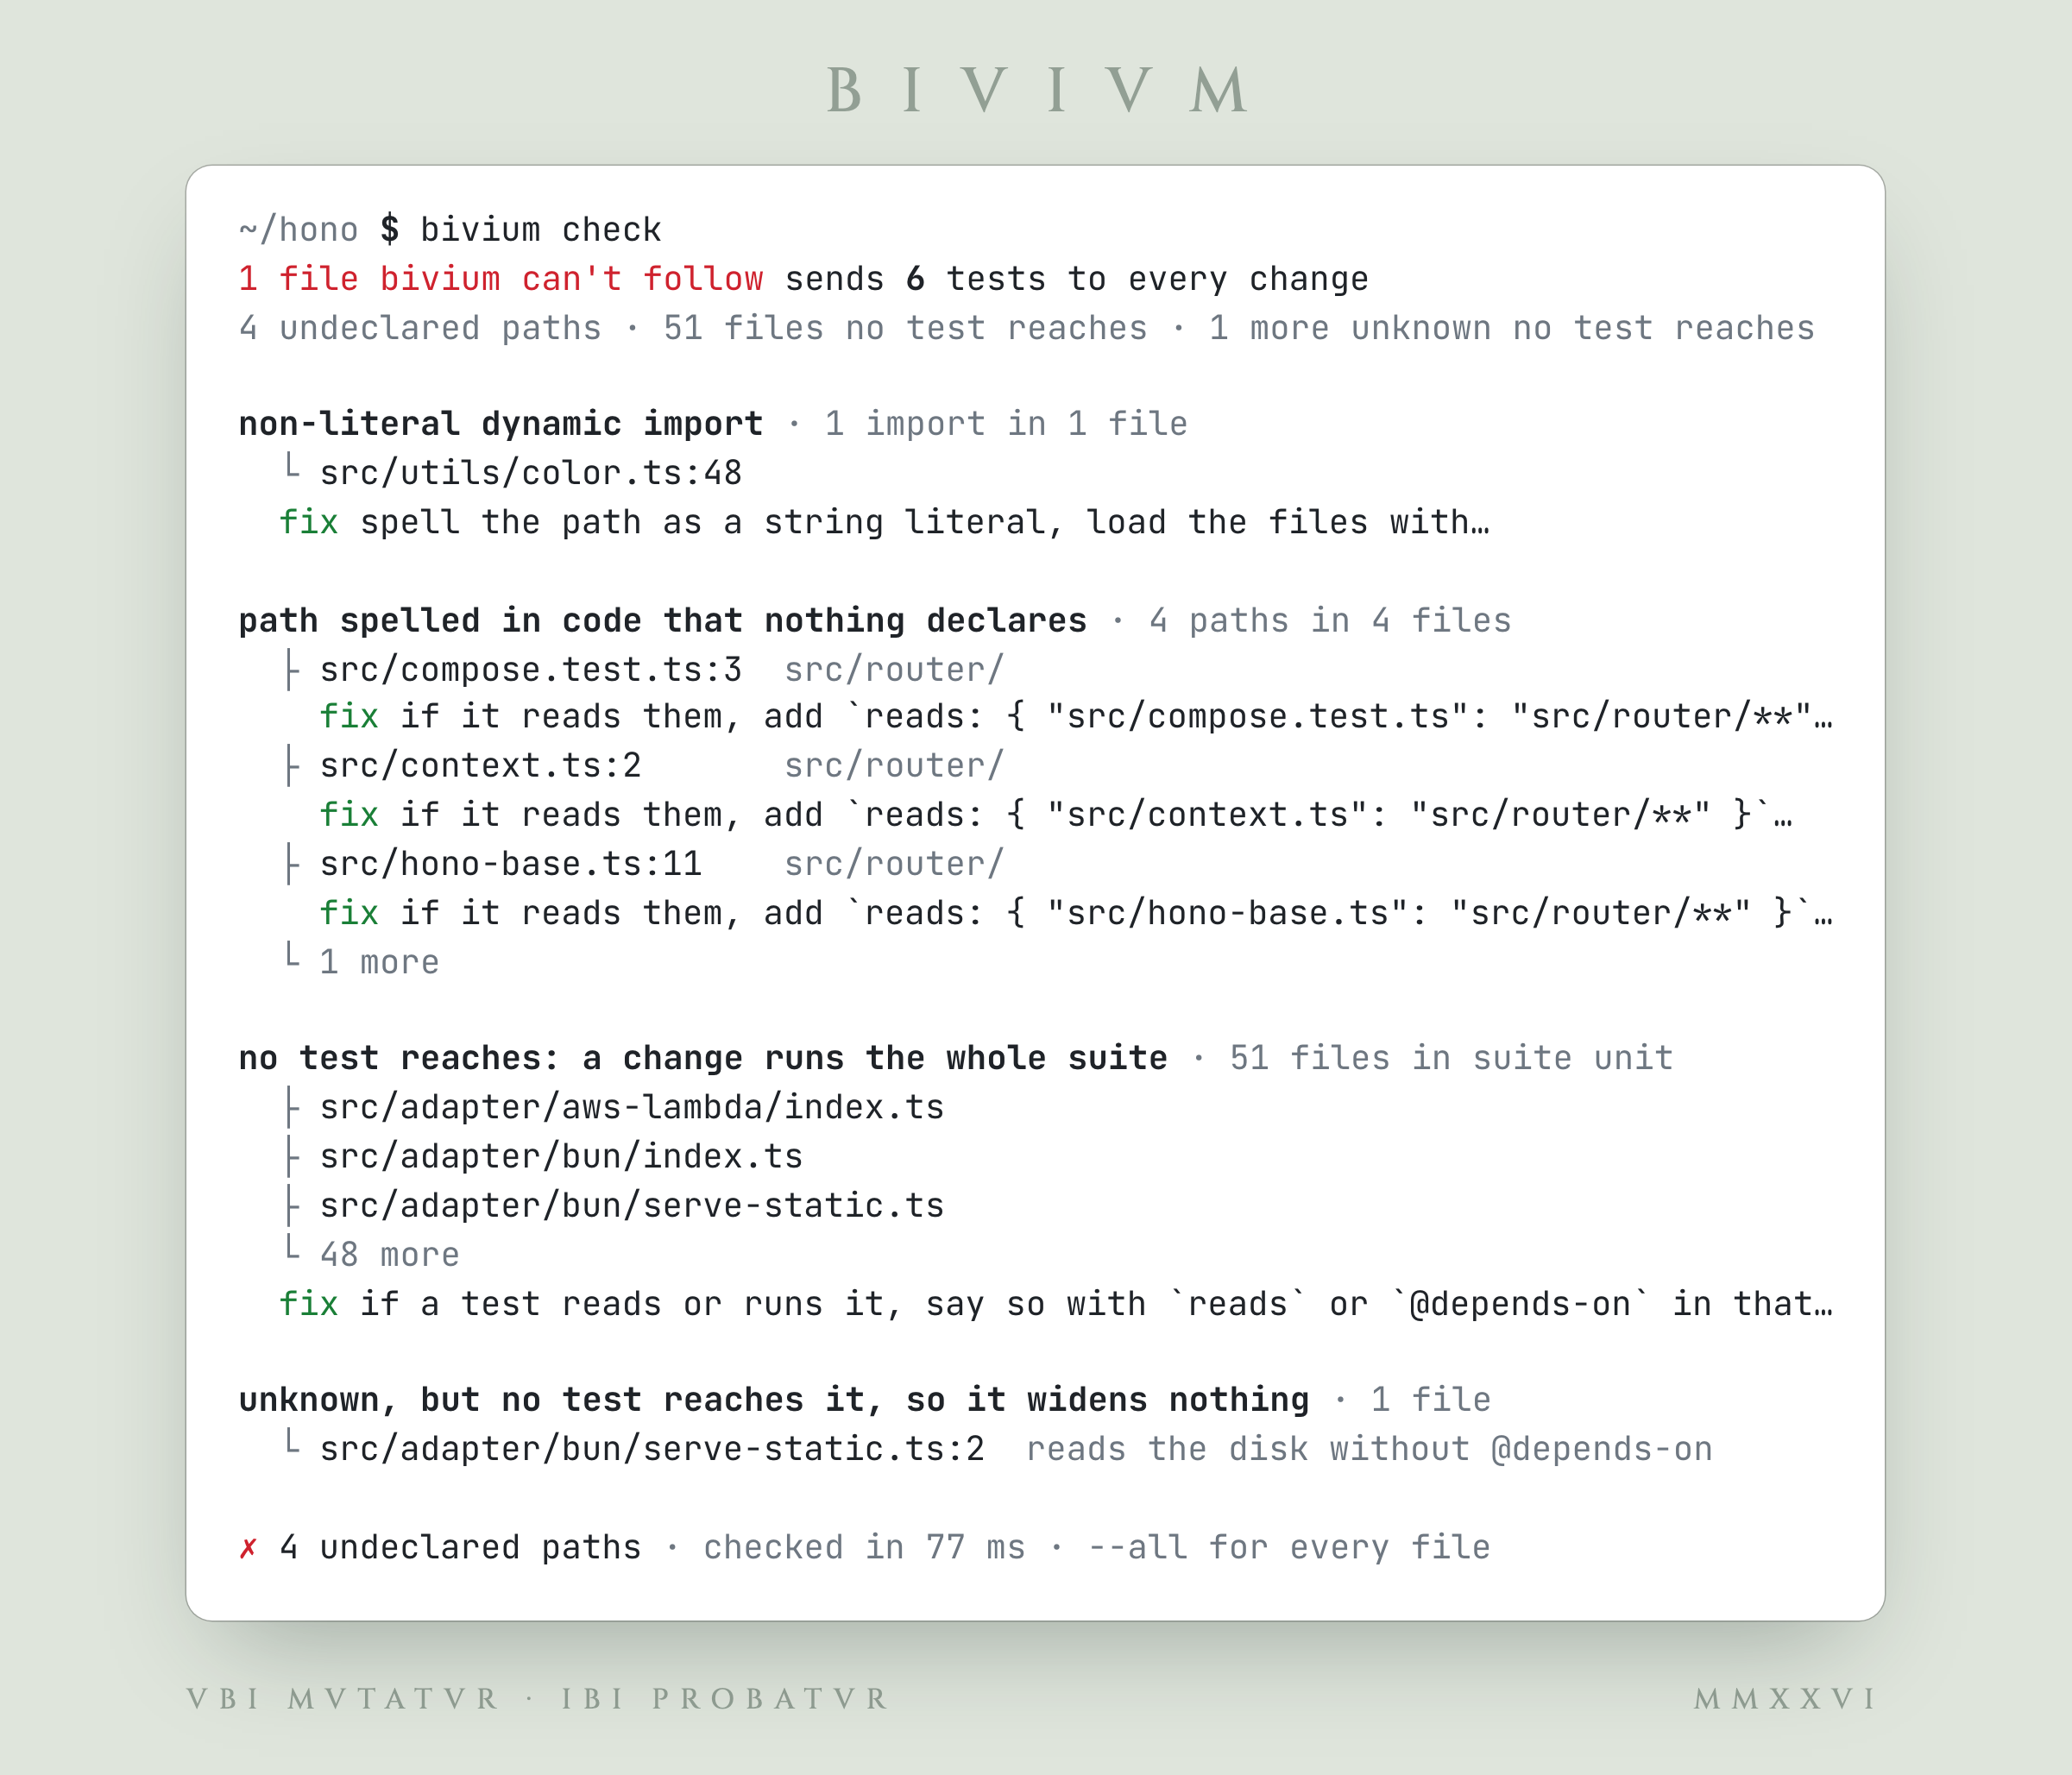 BIVIVM
~/hono $ bivium check
1 file bivium can't follow sends 6 tests to every change
4 undeclared paths · 51 files no test reaches · 1 more unknown no test reaches
non-literal dynamic import · 1 import in 1 file
└ src/utils/color.ts:48
fix spell the path as a string literal, load the files with…
path spelled in code that nothing declares · 4 paths in 4 files
├ src/compose.test.ts:3  src/router/
fix if it reads them, add `reads: { "src/compose.test.ts": "src/router/**"…
├ src/context.ts:2       src/router/
fix if it reads them, add `reads: { "src/context.ts": "src/router/**" }`…
├ src/hono-base.ts:11    src/router/
fix if it reads them, add `reads: { "src/hono-base.ts": "src/router/**" }`…
└ 1 more
no test reaches: a change runs the whole suite · 51 files in suite unit
├ src/adapter/aws-lambda/index.ts
├ src/adapter/bun/index.ts
├ src/adapter/bun/serve-static.ts
└ 48 more
fix if a test reads or runs it, say so with `reads` or `@depends-on` in that…
unknown, but no test reaches it, so it widens nothing · 1 file
└ src/adapter/bun/serve-static.ts:2  reads the disk without @depends-on
✗ 4 undeclared paths · checked in 77 ms · --all for every file
VBI MVTATVR · IBI PROBATVR
MMXXVI